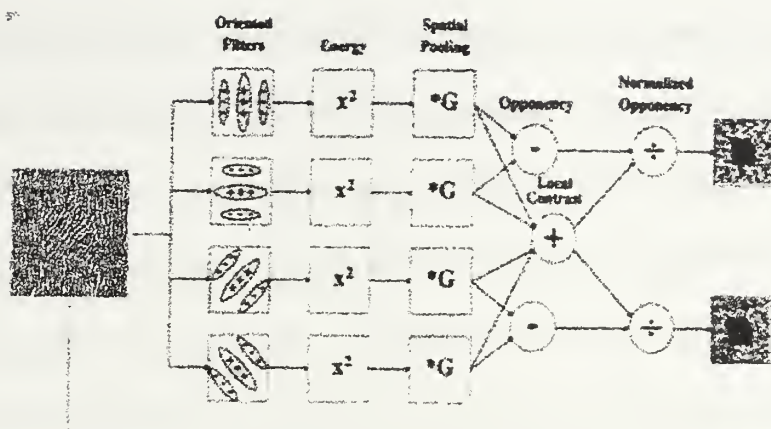 Oriented
Filters
Energy
Spatial
Pooling
Opponency
Normalized
Opponency
Local
Contrast
x² *G
- ÷
x² *G
+
x² *G
- ÷
x² *G